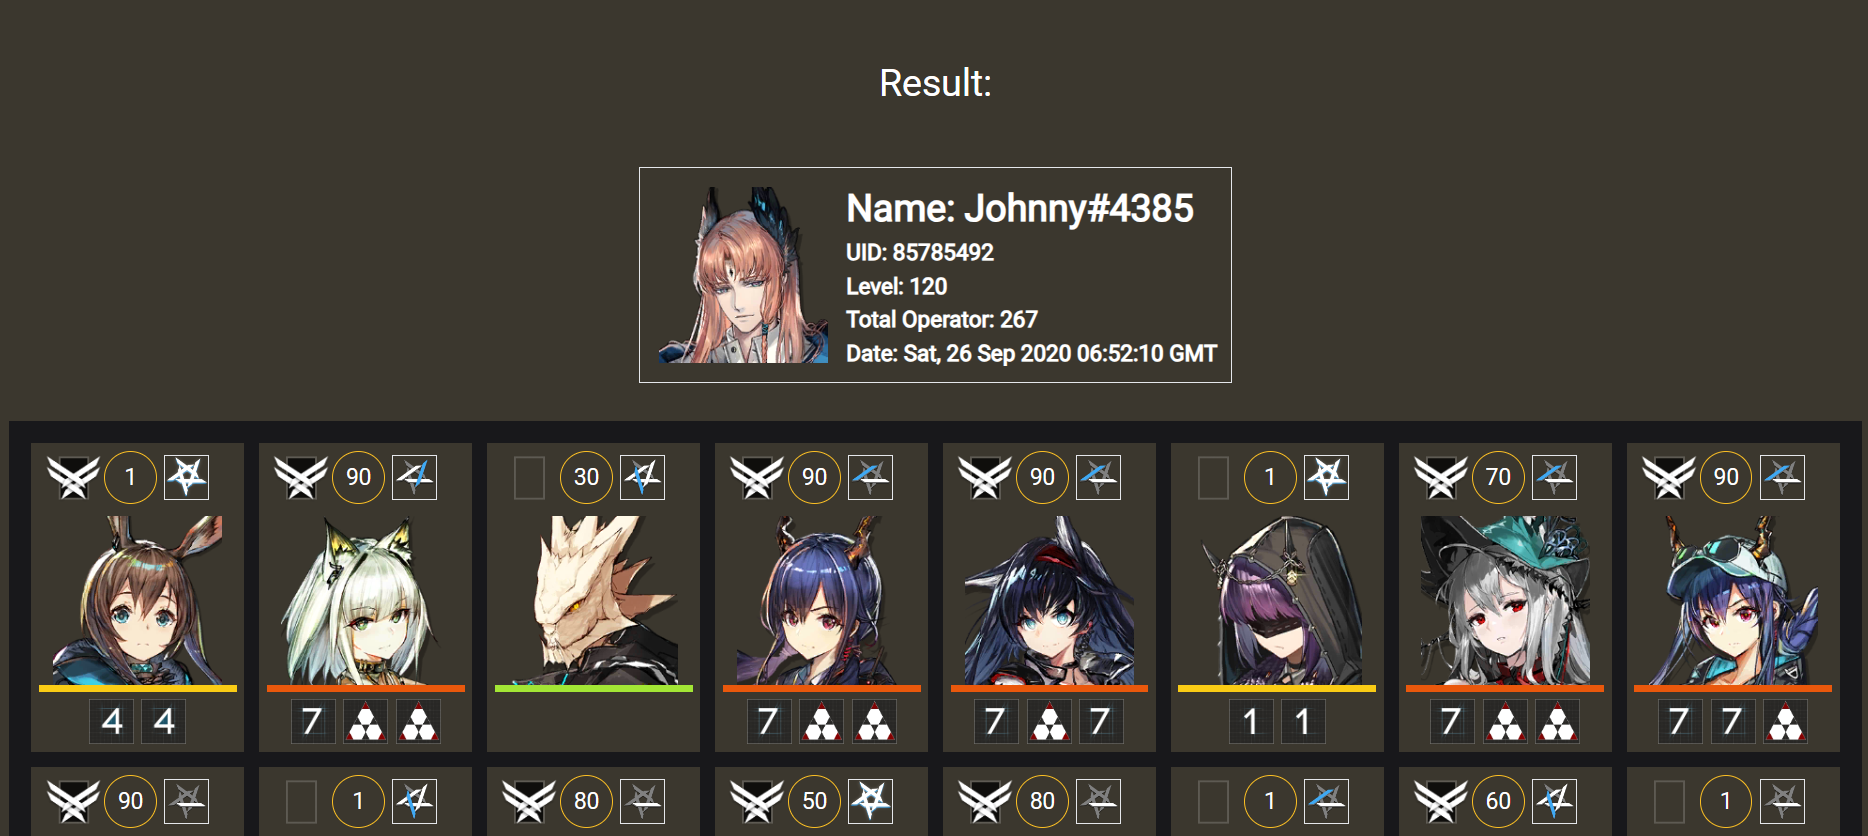 Result:
Name: Johnny#4385
UID: 85785492
Level: 120
Total Operator: 267
Date: Sat, 26 Sep 2020 06:52:10 GMT
1 90 30 90 90 1 70 90
4 4 7 7 7 7 1 1 7 7 7
90 1 80 50 80 1 60 1